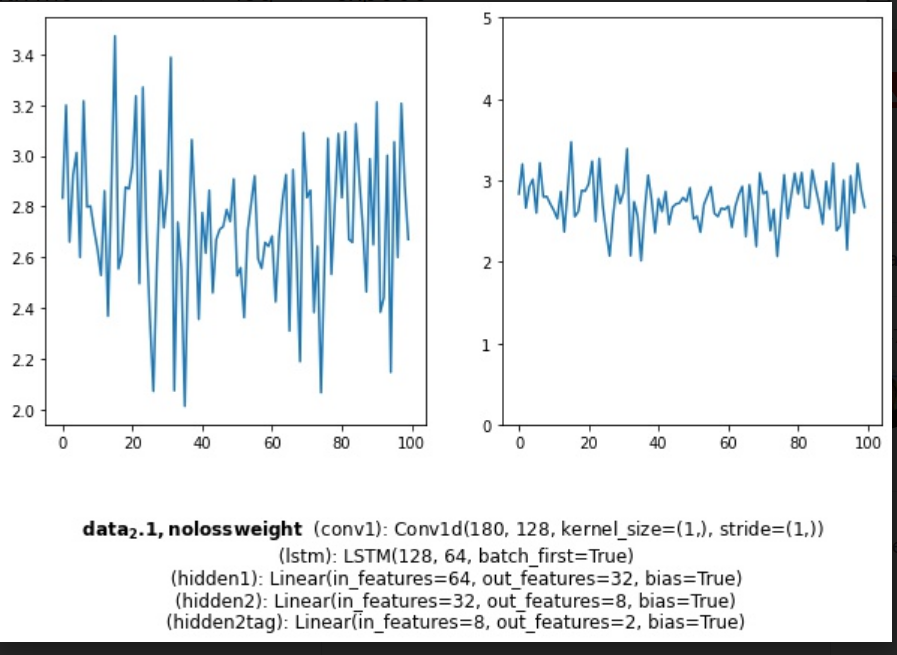 3.4
3.2
3.0
2.8
2.6
2.4
2.2
2.0
0 20 40 60 80 100
5
4
3
2
1
0
0 20 40 60 80 100
data₂.1, nolossweight (conv1): Conv1d(180, 128, kernel_size=(1,), stride=(1,))
(lstm): LSTM(128, 64, batch_first=True)
(hidden1): Linear(in_features=64, out_features=32, bias=True)
(hidden2): Linear(in_features=32, out_features=8, bias=True)
(hidden2tag): Linear(in_features=8, out_features=2, bias=True)